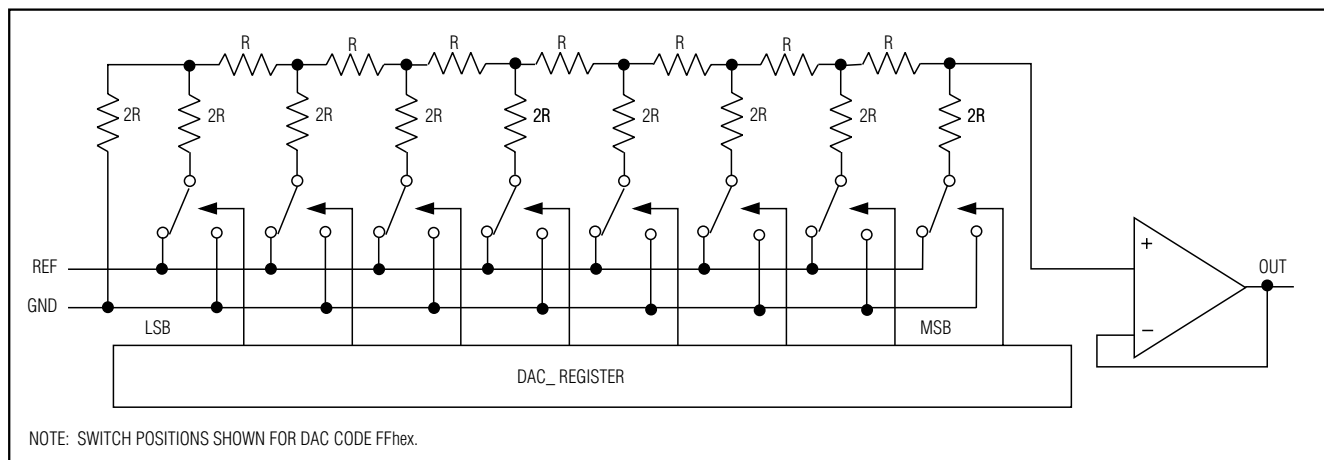 R R R R R R R
2R 2R 2R 2R 2R 2R 2R 2R 2R
+
REF
OUT
GND
LSB MSB
−
DAC_ REGISTER
NOTE: SWITCH POSITIONS SHOWN FOR DAC CODE FFhex.